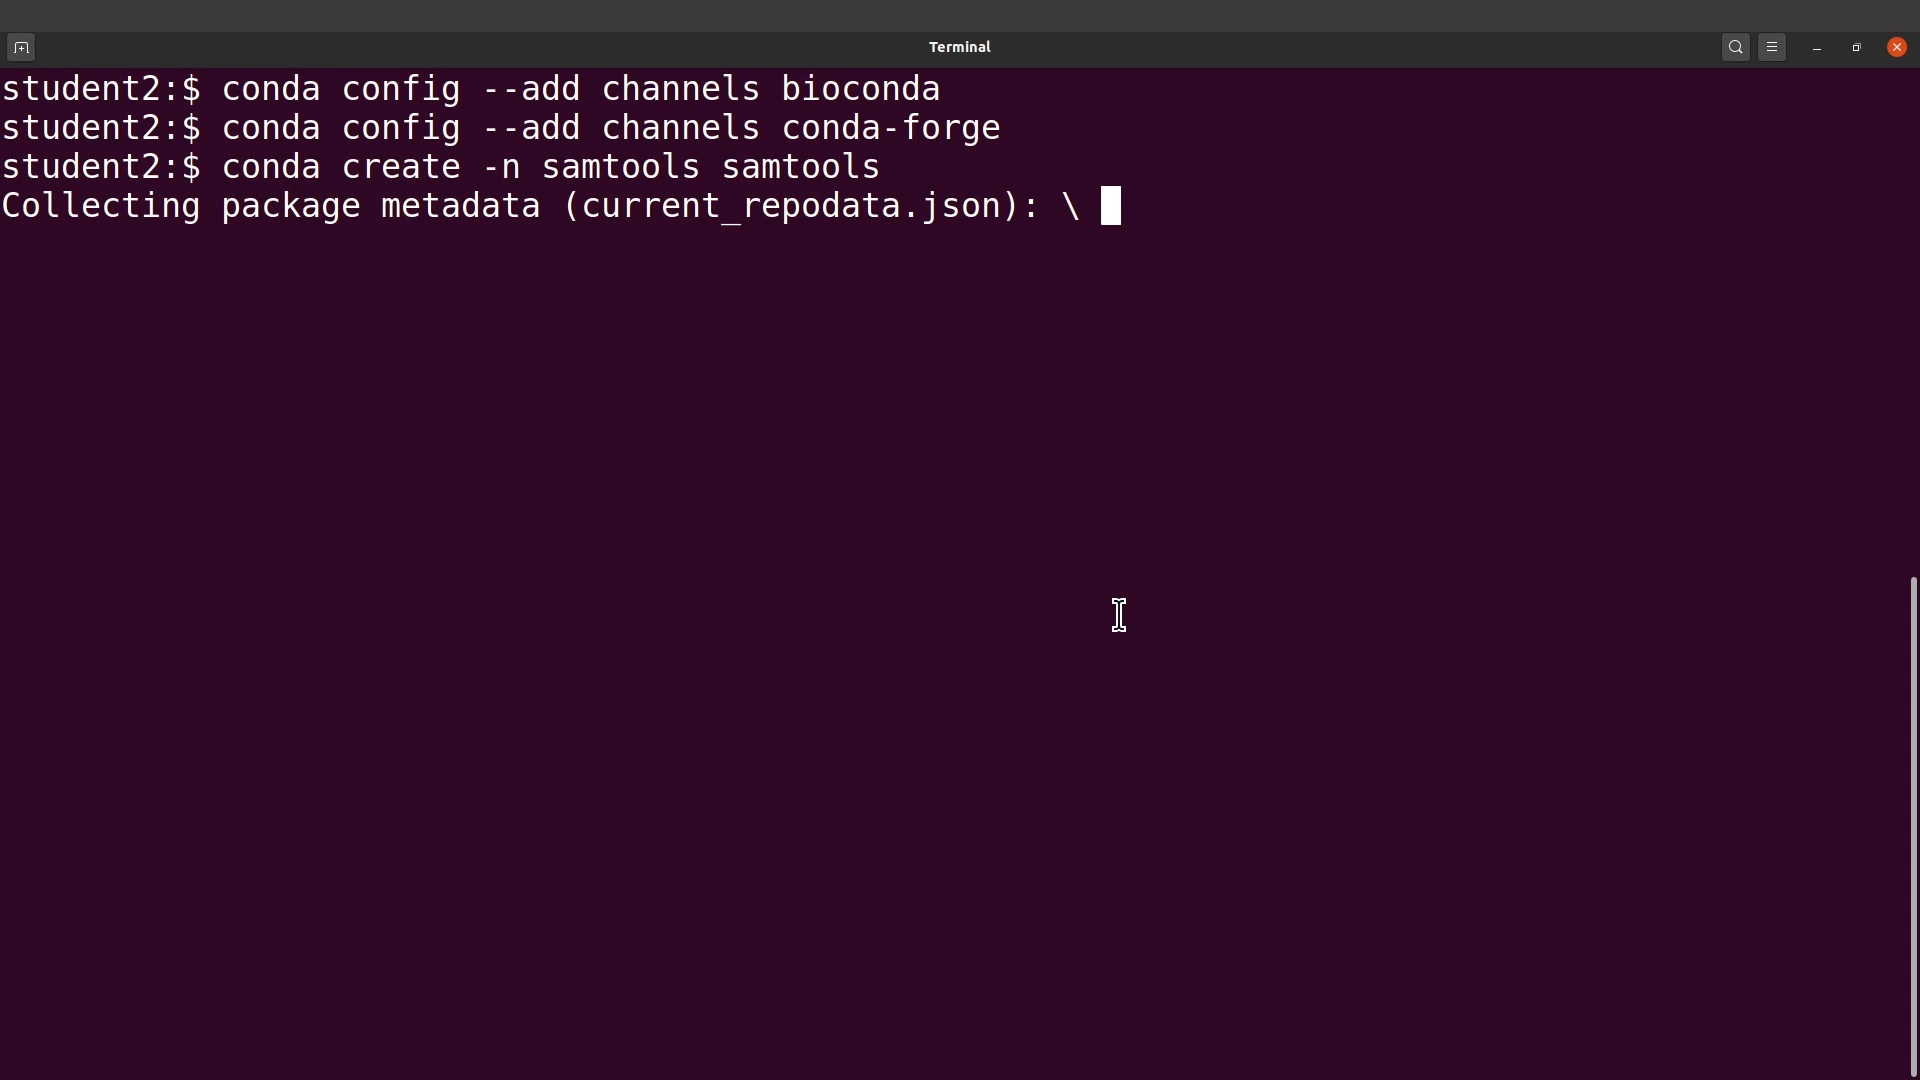 Terminal
student2:$ conda config --add channels bioconda
student2:$ conda config --add channels conda-forge
student2:$ conda create -n samtools samtools
Collecting package metadata (current_repodata.json): \